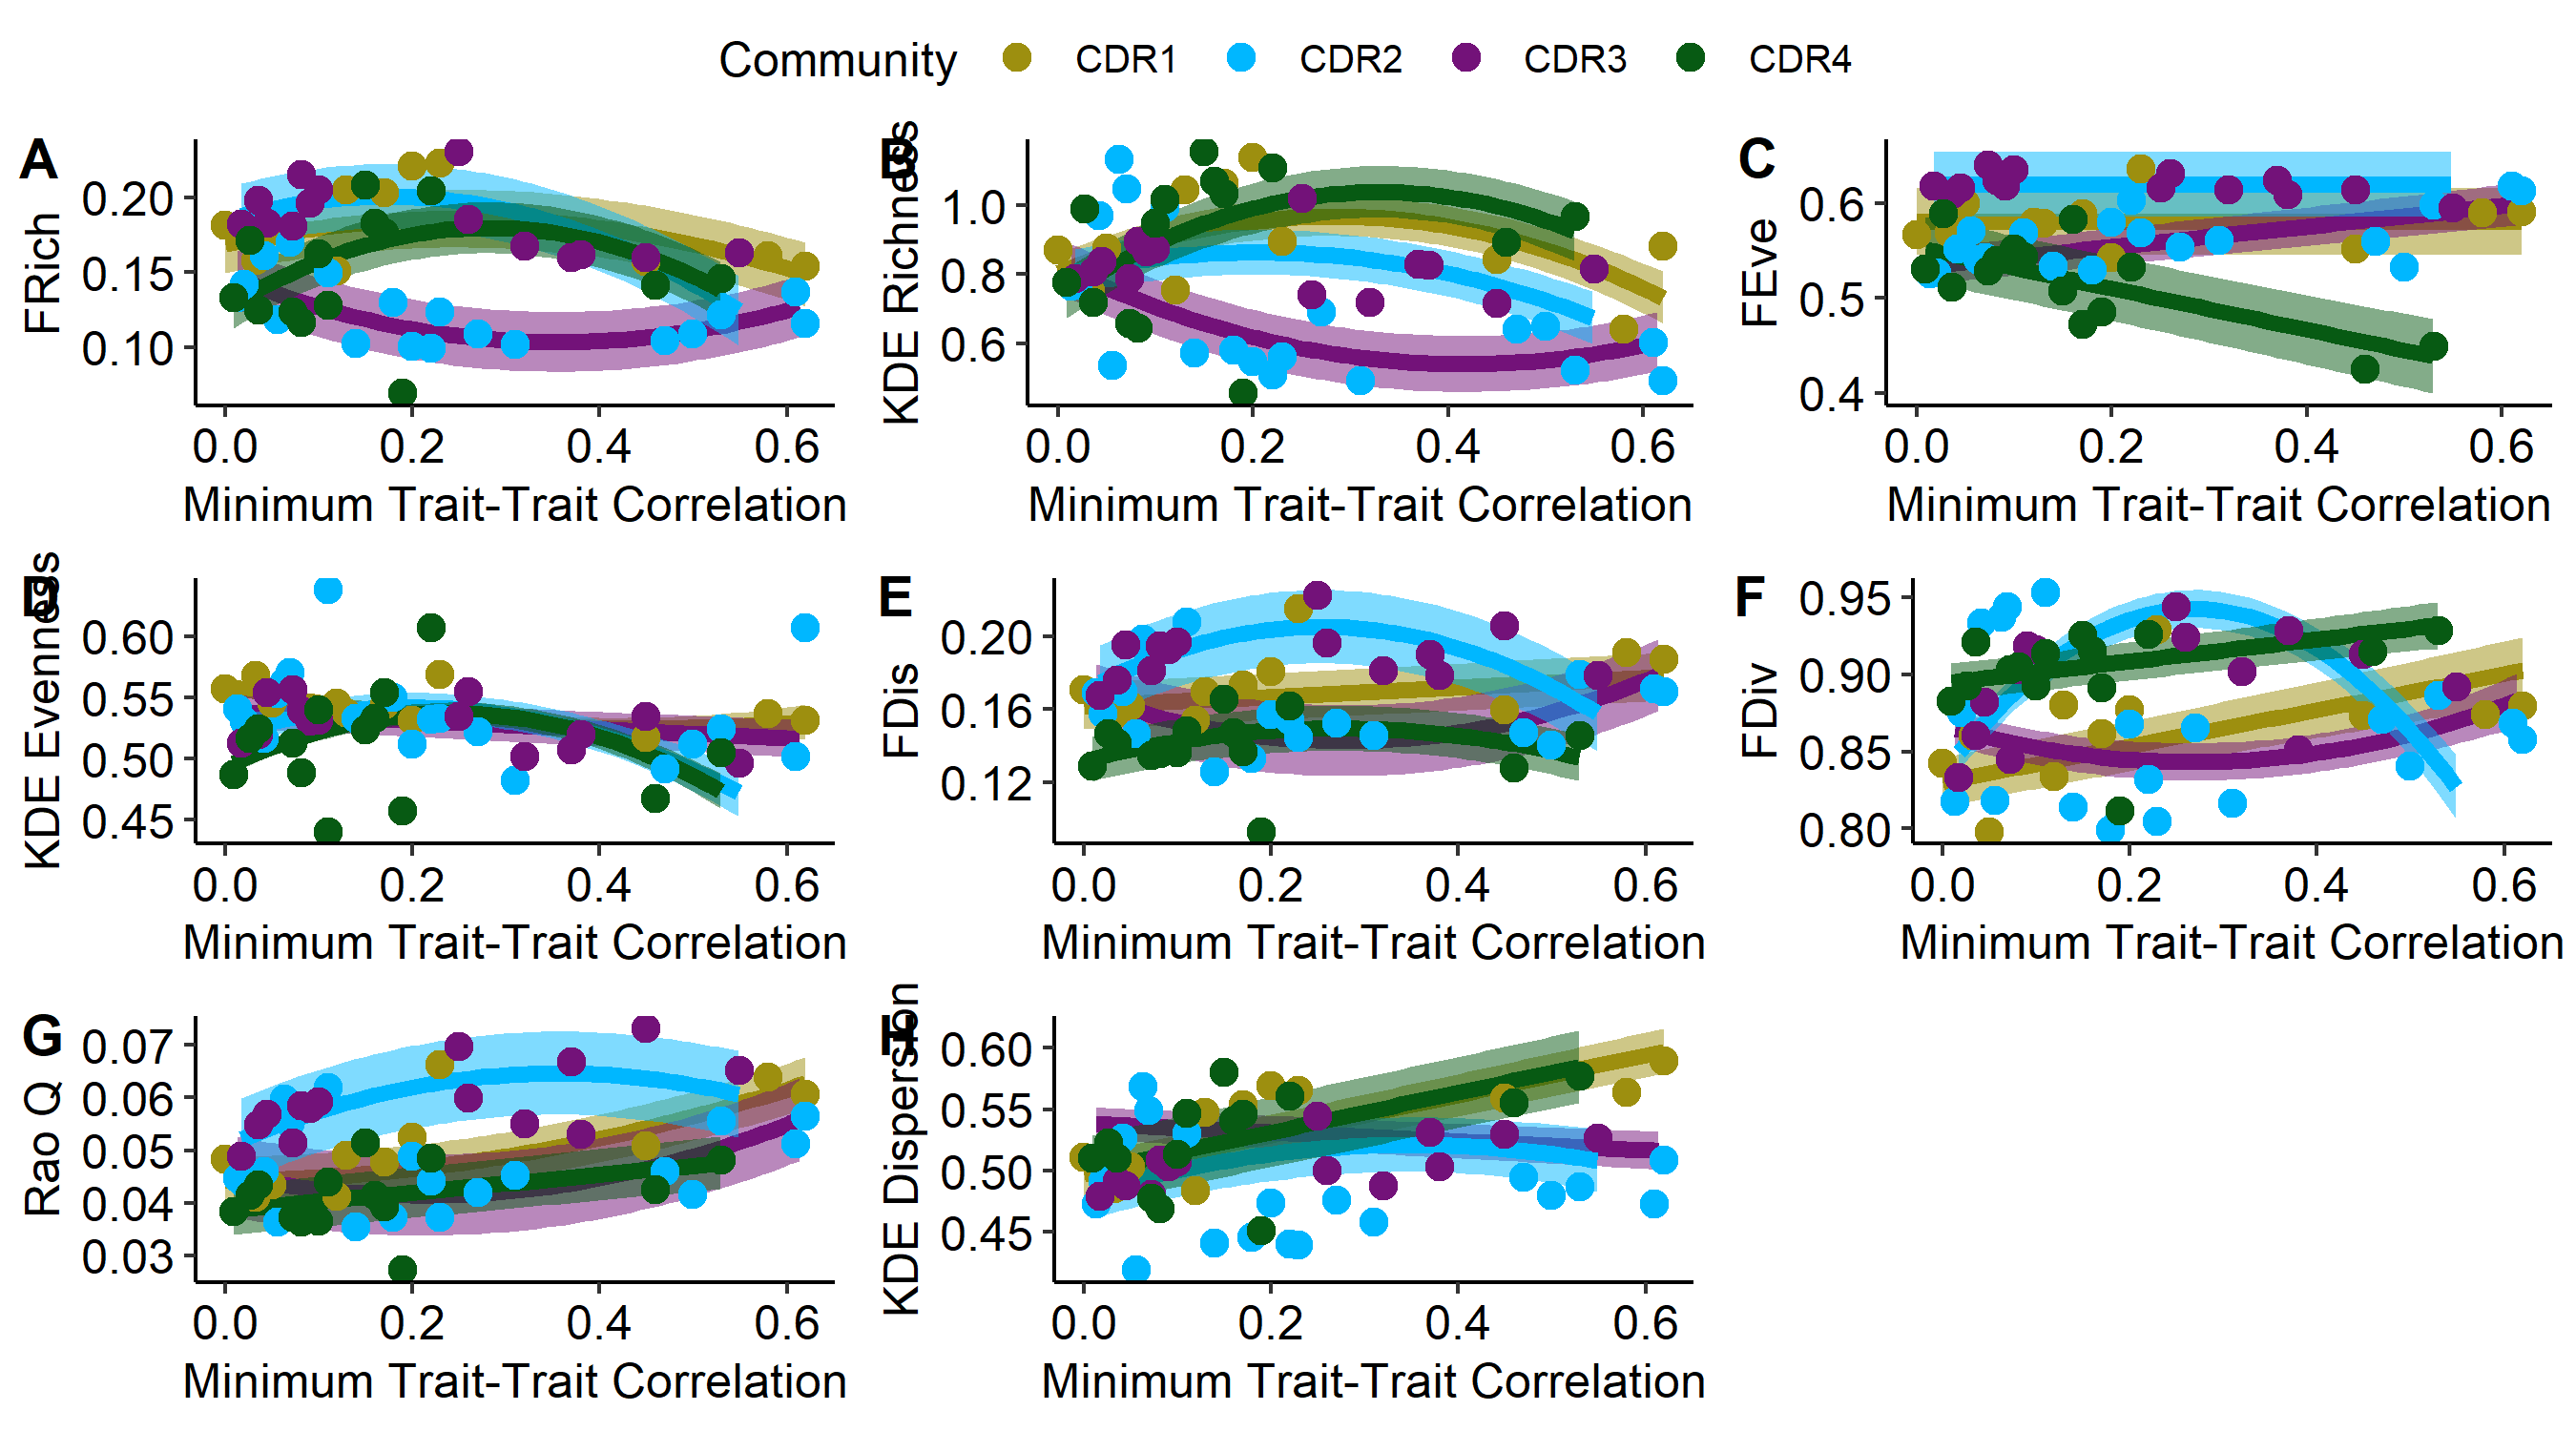 Community CDR1 CDR2 CDR3 CDR4
A
FRich
0.20
0.15
0.10
0.0 0.2 0.4 0.6
Minimum Trait-Trait Correlation
B
KDE Richness
1.0
0.8
0.6
0.0 0.2 0.4 0.6
Minimum Trait-Trait Correlation
C
FEve
0.6
0.5
0.4
0.0 0.2 0.4 0.6
Minimum Trait-Trait Correlation
D
KDE Evenness
0.60
0.55
0.50
0.45
0.0 0.2 0.4 0.6
Minimum Trait-Trait Correlation
E
FDis
0.20
0.16
0.12
0.0 0.2 0.4 0.6
Minimum Trait-Trait Correlation
F
FDiv
0.95
0.90
0.85
0.80
0.0 0.2 0.4 0.6
Minimum Trait-Trait Correlation
G
Rao Q
0.07
0.06
0.05
0.04
0.03
0.0 0.2 0.4 0.6
Minimum Trait-Trait Correlation
H
KDE Dispersion
0.60
0.55
0.50
0.45
0.0 0.2 0.4 0.6
Minimum Trait-Trait Correlation